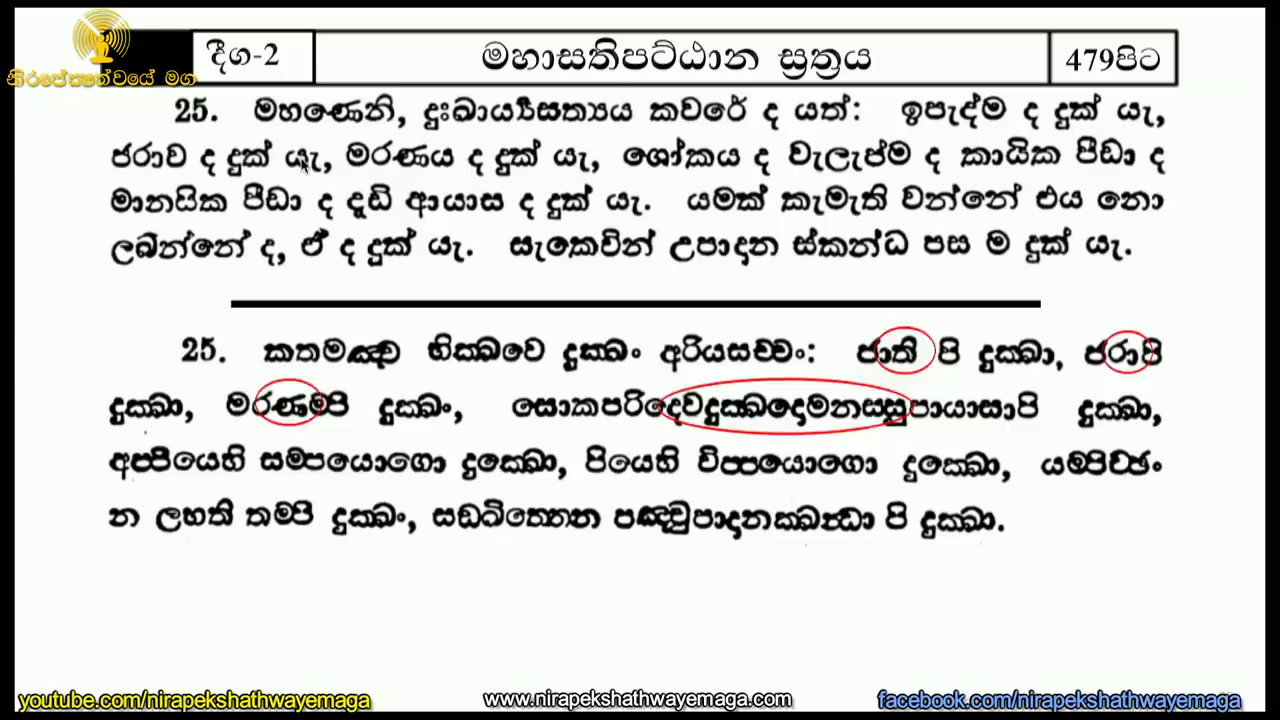 දීග-2
මහාසතිපට්ඨාන සූත්‍රය
479පිට
නිරපේක්‍ෂත්වයේ මග
25. මහණෙනි, දුඃඛාර්‍ය්‍යසත්‍යය කවරේ ද යත්: ඉපැද්ම ද දුක් යැ,
ජරාව ද දුක් යැ, මරණය ද දුක් යැ, ශෝකය ද වැලැප්ම ද කායික පීඩා ද
මානසික පීඩා ද දැඩි ආයාස ද දුක් යැ. යමක් කැමැති වන්නේ එය නො
ලබන්නේ ද, ඒ ද දුක් යැ. සැකෙවින් උපාදාන ස්කන්ධ පස ම දුක් යැ.
25. කතමඤ්ච භික්ඛවෙ දුක්ඛං අරියසච්චං: ජාති පි දුක්ඛා, ජරාපි
දුක්ඛා, මරණම්පි දුක්ඛං, සොකපරිදෙවදුක්ඛදොමනස්සුපායාසාපි දුක්ඛා,
අප්පියෙහි සම්පයොගො දුක්ඛො, පියෙහි විප්පයොගො දුක්ඛො, යම්පිච්ඡං
න ලභති තම්පි දුක්ඛං, සඞ්ඛිත්තෙන පඤ්චුපාදානක්ඛන්ධා පි දුක්ඛා.
youtube.com/nirapekshathwayemaga
www.nirapekshathwayemaga.com
facebook.com/nirapekshathwayemaga